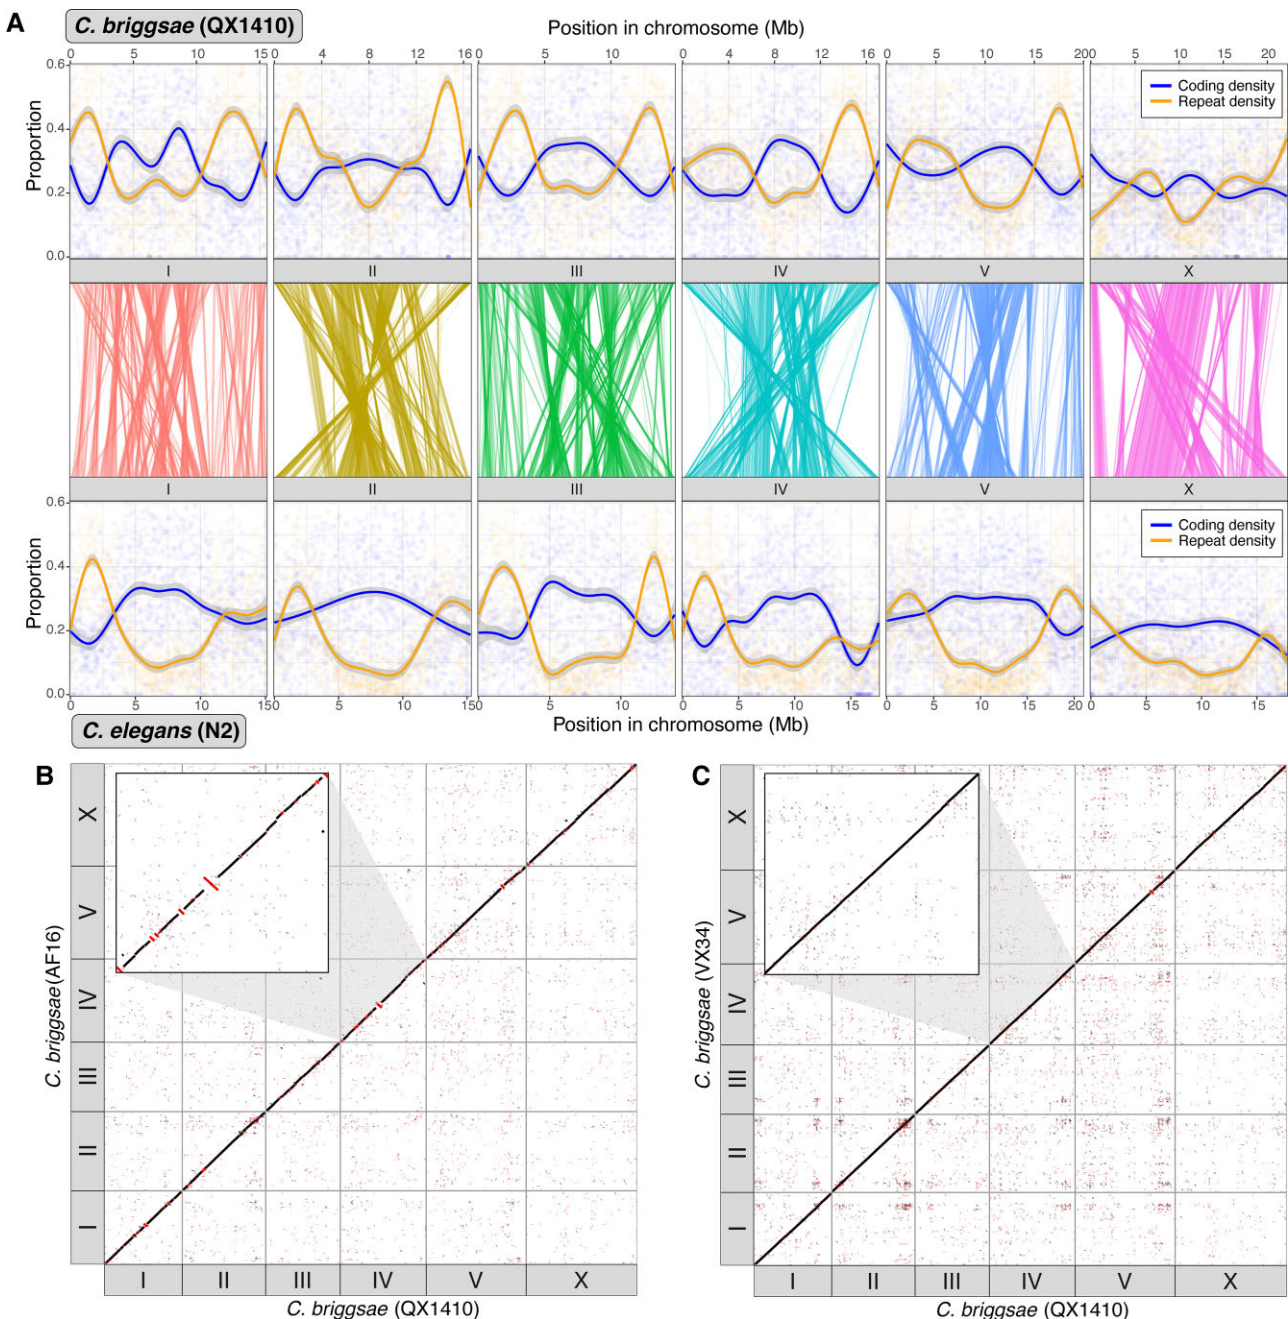 A
C. briggsae (QX1410)
Position in chromosome (Mb)
0 5 10 15
0 4 8 12 16
0 5 10
0 4 8 12 16
0 5 10 15 20
0 5 10 15 20
Proportion
0.6
0.4
0.2
0.0
Coding density
Repeat density
I II III IV V X
I II III IV V X
Proportion
0.6
0.4
0.2
0.0
Coding density
Repeat density
0 5 10 15
0 5 10 15
0 5 10
0 5 10 15
0 5 10 15 20
0 5 10 15
C. elegans (N2)
Position in chromosome (Mb)
B
C. briggsae (AF16)
X
V
IV
III
II
I
I II III IV V X
C. briggsae (QX1410)
C
C. briggsae (VX34)
X
V
IV
III
II
I
I II III IV V X
C. briggsae (QX1410)